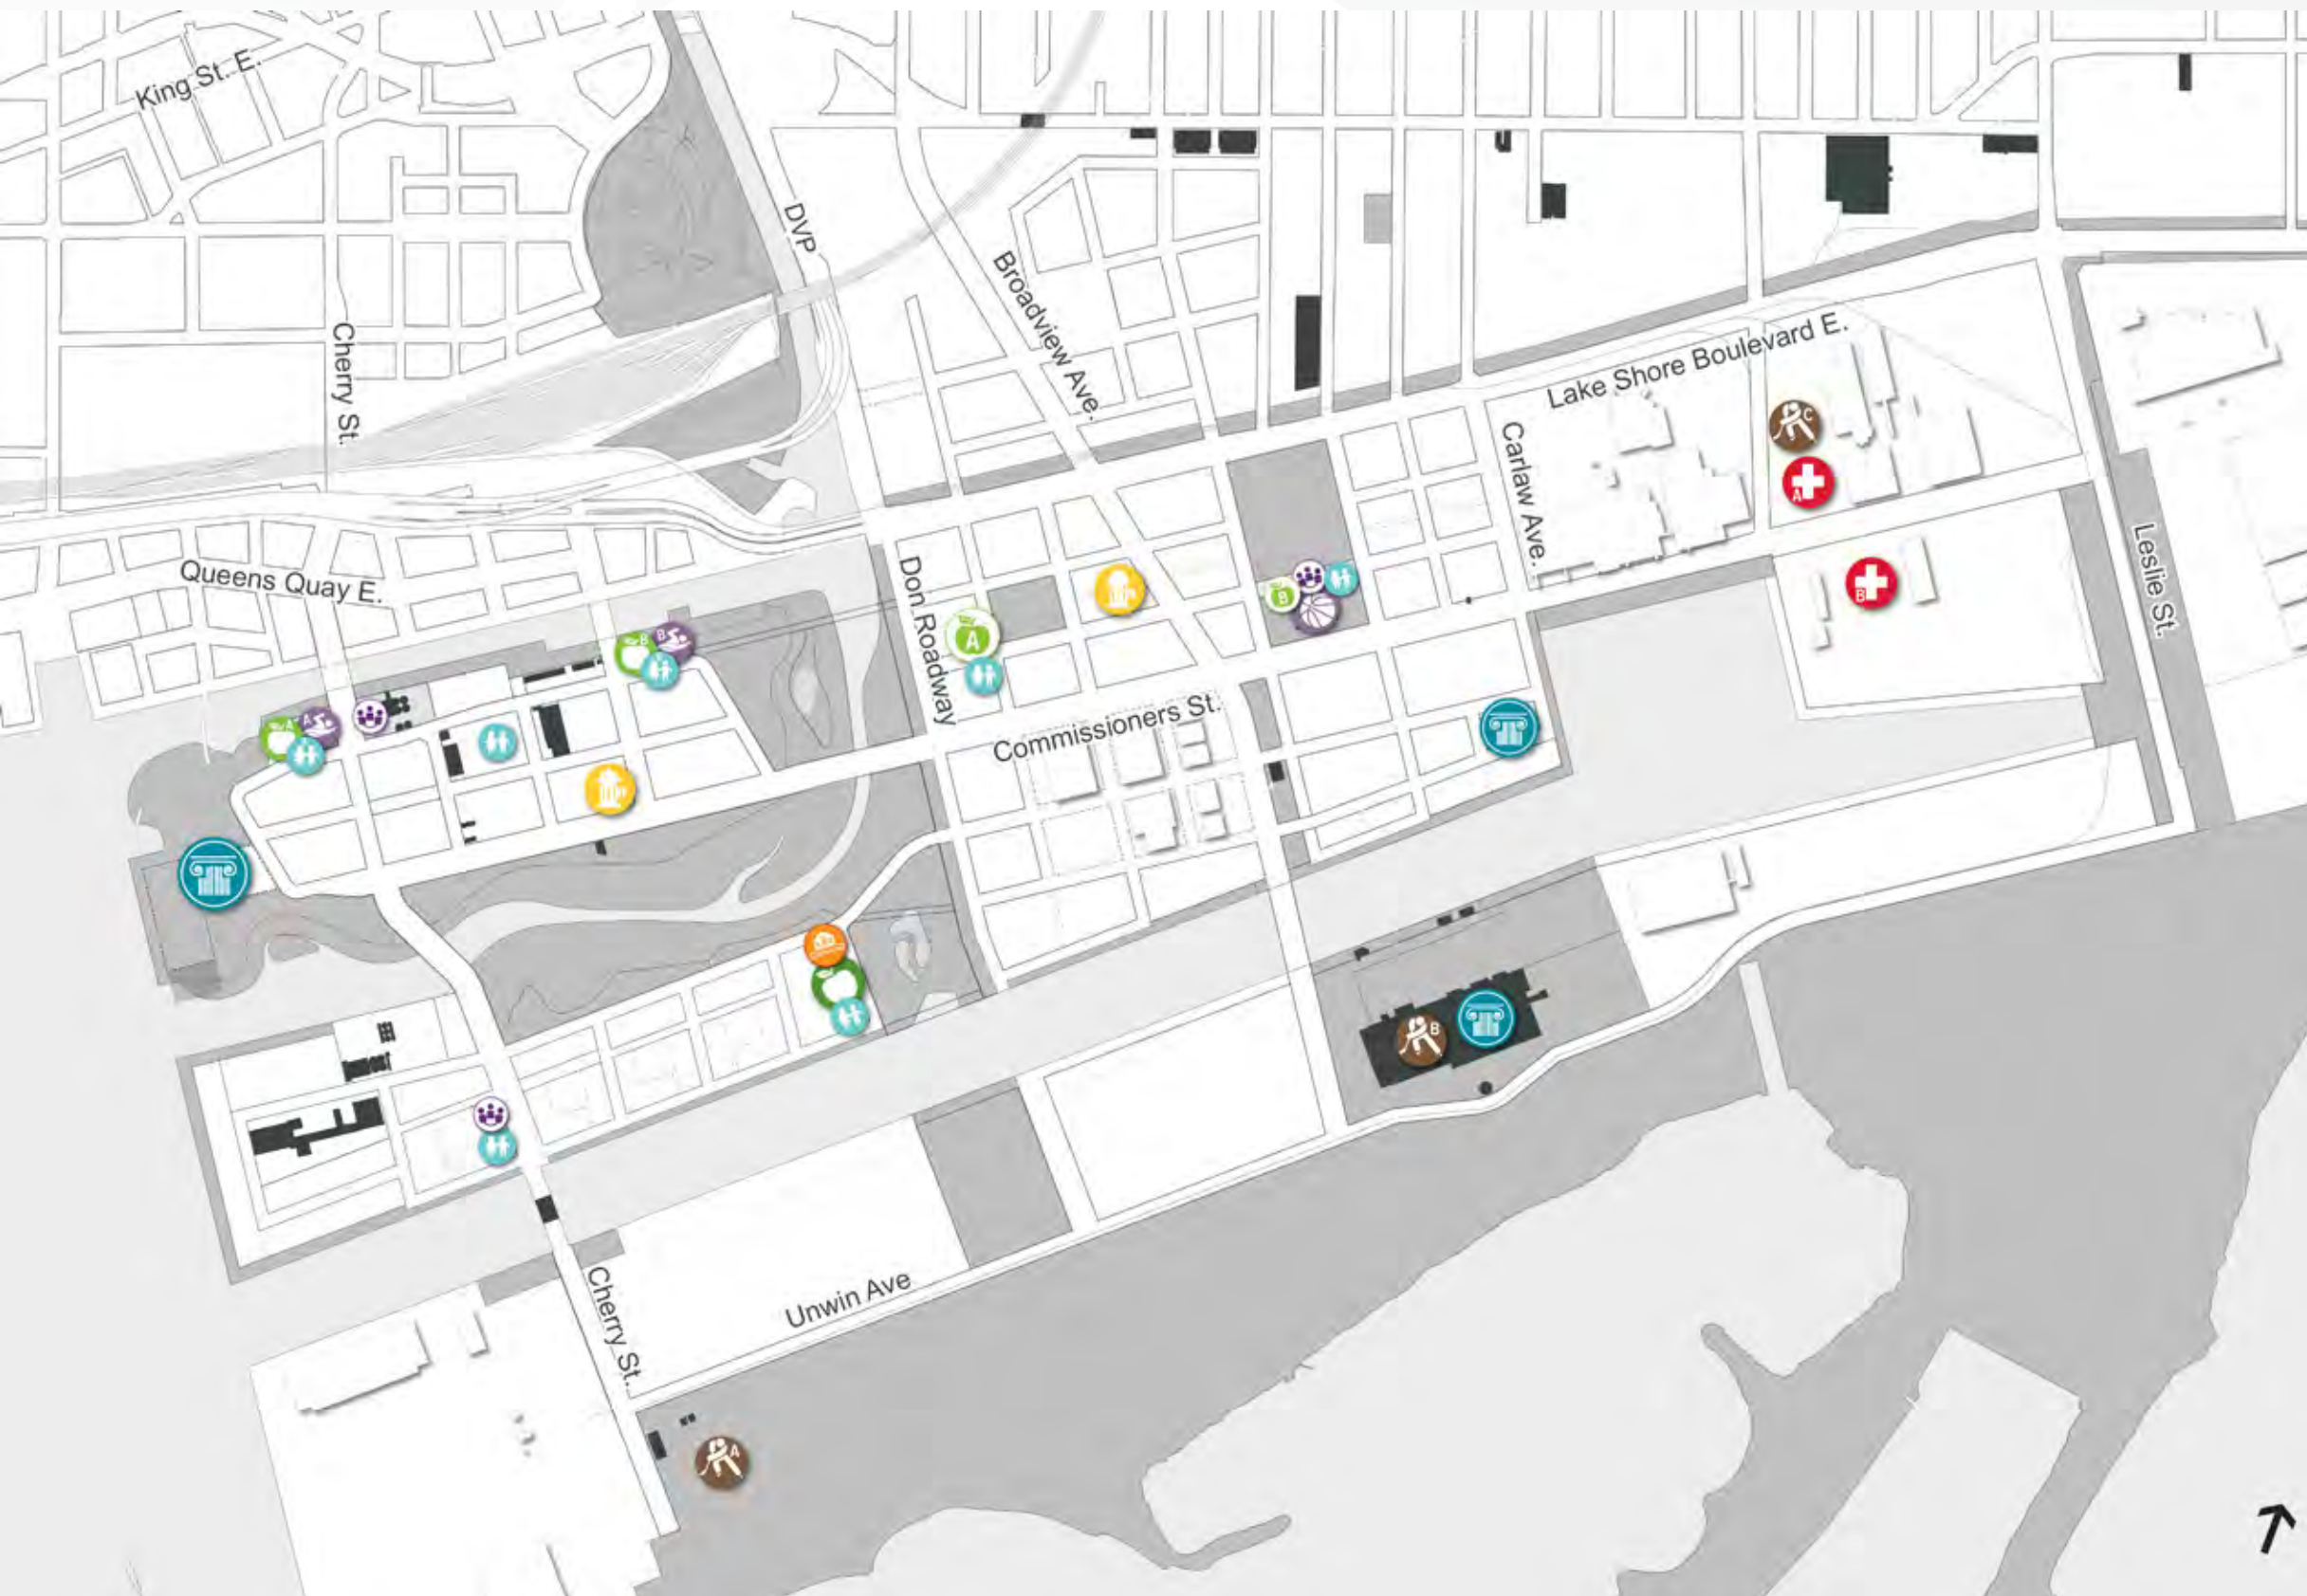 King St. E.
DVP
Broadview Ave.
Cherry St.
Lake Shore Boulevard E.
C
A
Carlaw Ave.
Leslie St.
Queens Quay E.
Don Roadway
B
B
B
A
B
A
A
Commissioners St.
B
Unwin Ave
Cherry St.
A